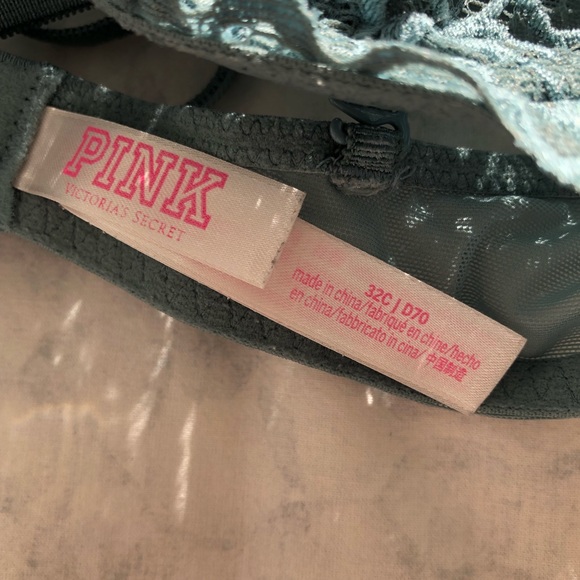 PINK
VICTORIA'S SECRET
32C | D70
made in china/fabriqué en chine/hecho
en china/fabbricato in cina/ 中国制造